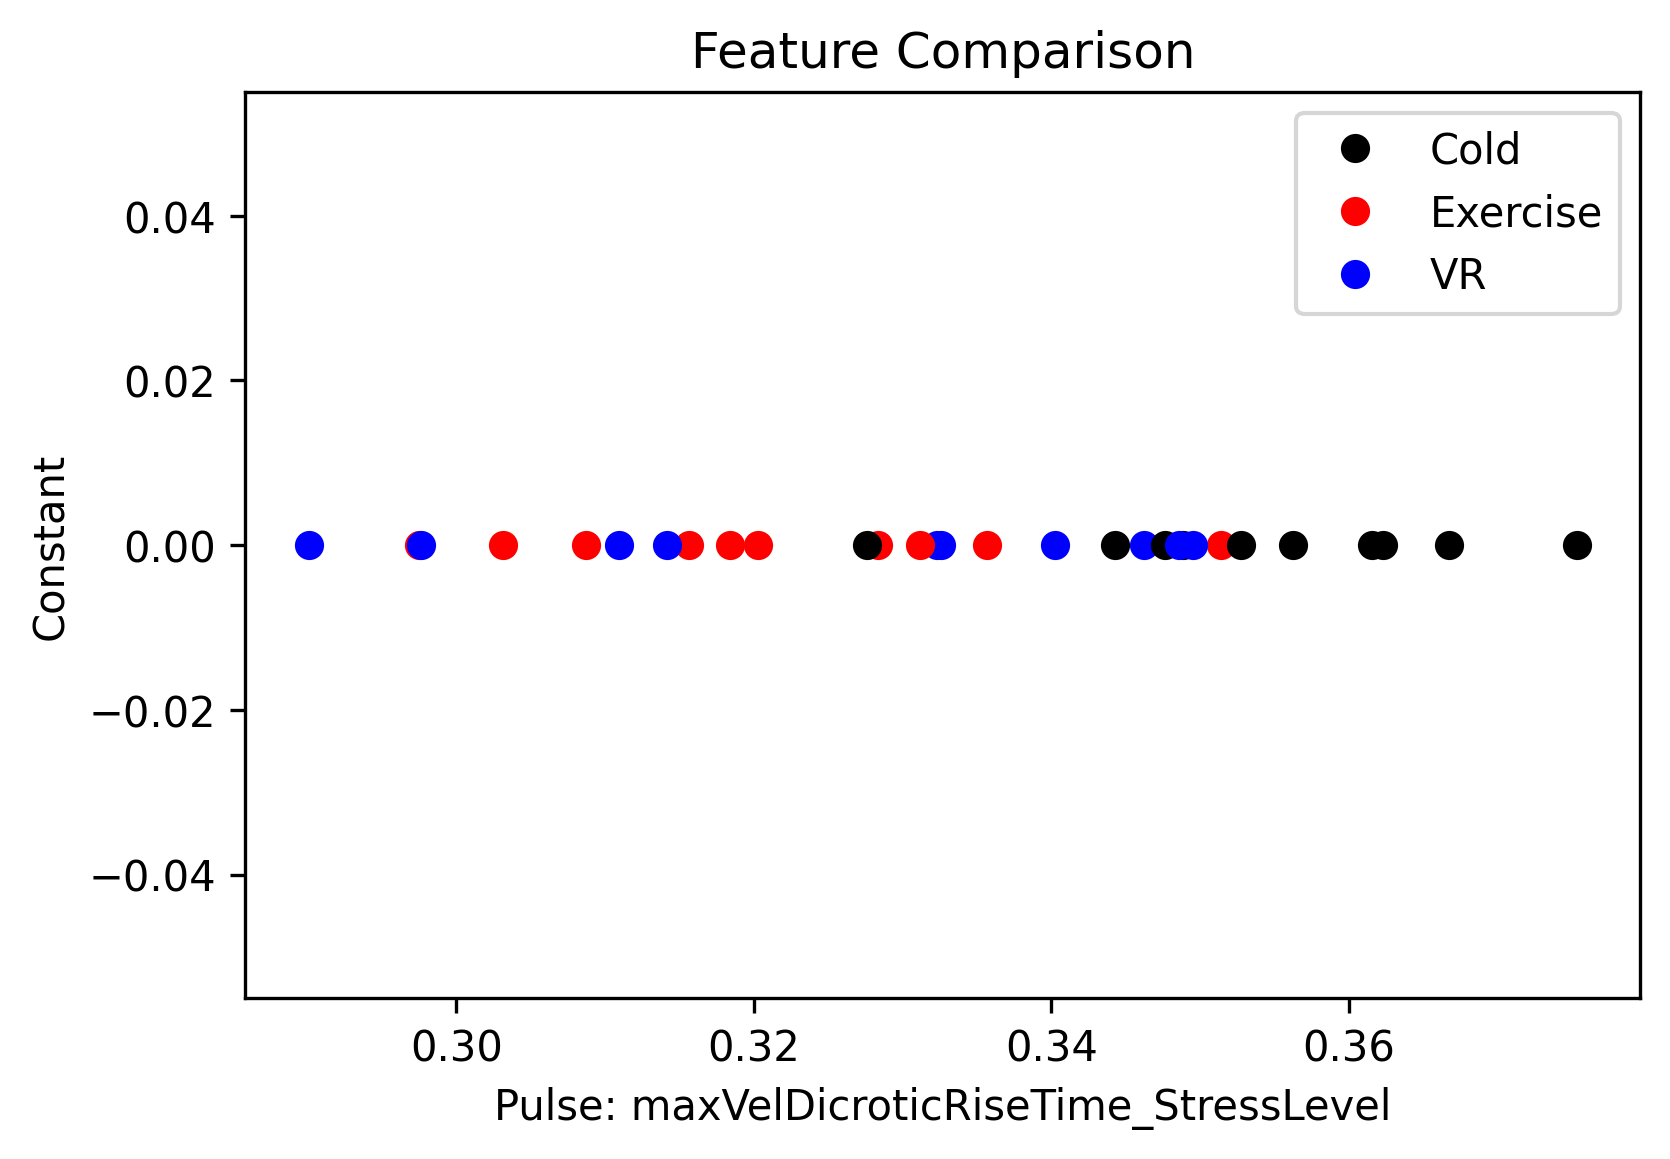 Feature Comparison
Cold
Exercise
VR
0.04
0.02
0.00
−0.02
−0.04
Constant
0.30
0.32
0.34
0.36
Pulse: maxVelDicroticRiseTime_StressLevel